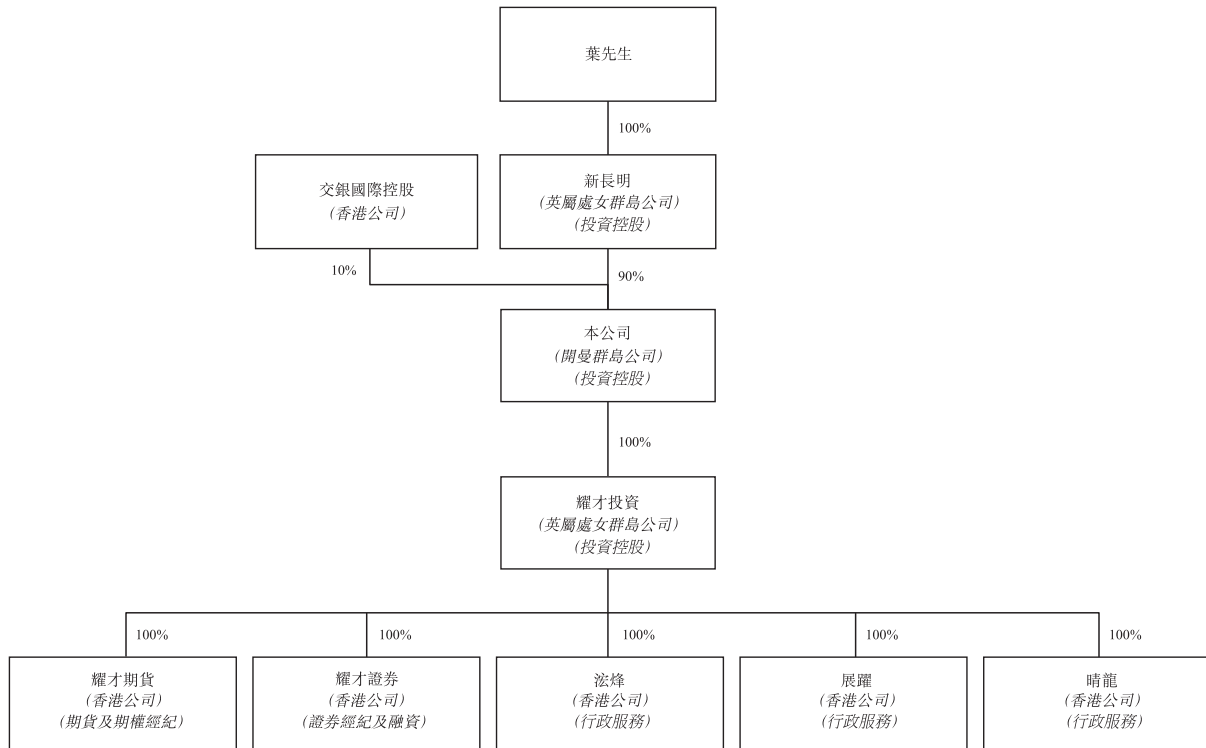 葉先生
100%
交銀國際控股
(香港公司)
新長明
(英屬處女群島公司)
(投資控股)
10%
90%
本公司
(開曼群島公司)
(投資控股)
100%
耀才投資
(英屬處女群島公司)
(投資控股)
100%
100%
100%
100%
100%
耀才期貨
(香港公司)
(期貨及期權經紀)
耀才證券
(香港公司)
(證券經紀及融資)
浤烽
(香港公司)
(行政服務)
展躍
(香港公司)
(行政服務)
晴龍
(香港公司)
(行政服務)